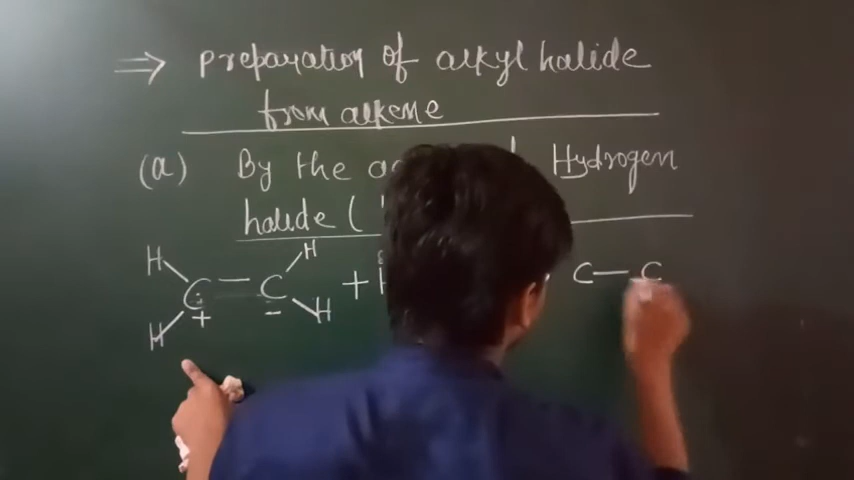 ⇒ Preparation of alkyl halide
from alkene
(a) By the Hydrogen
halide (
H H
C — C + C — C
+ -
H H